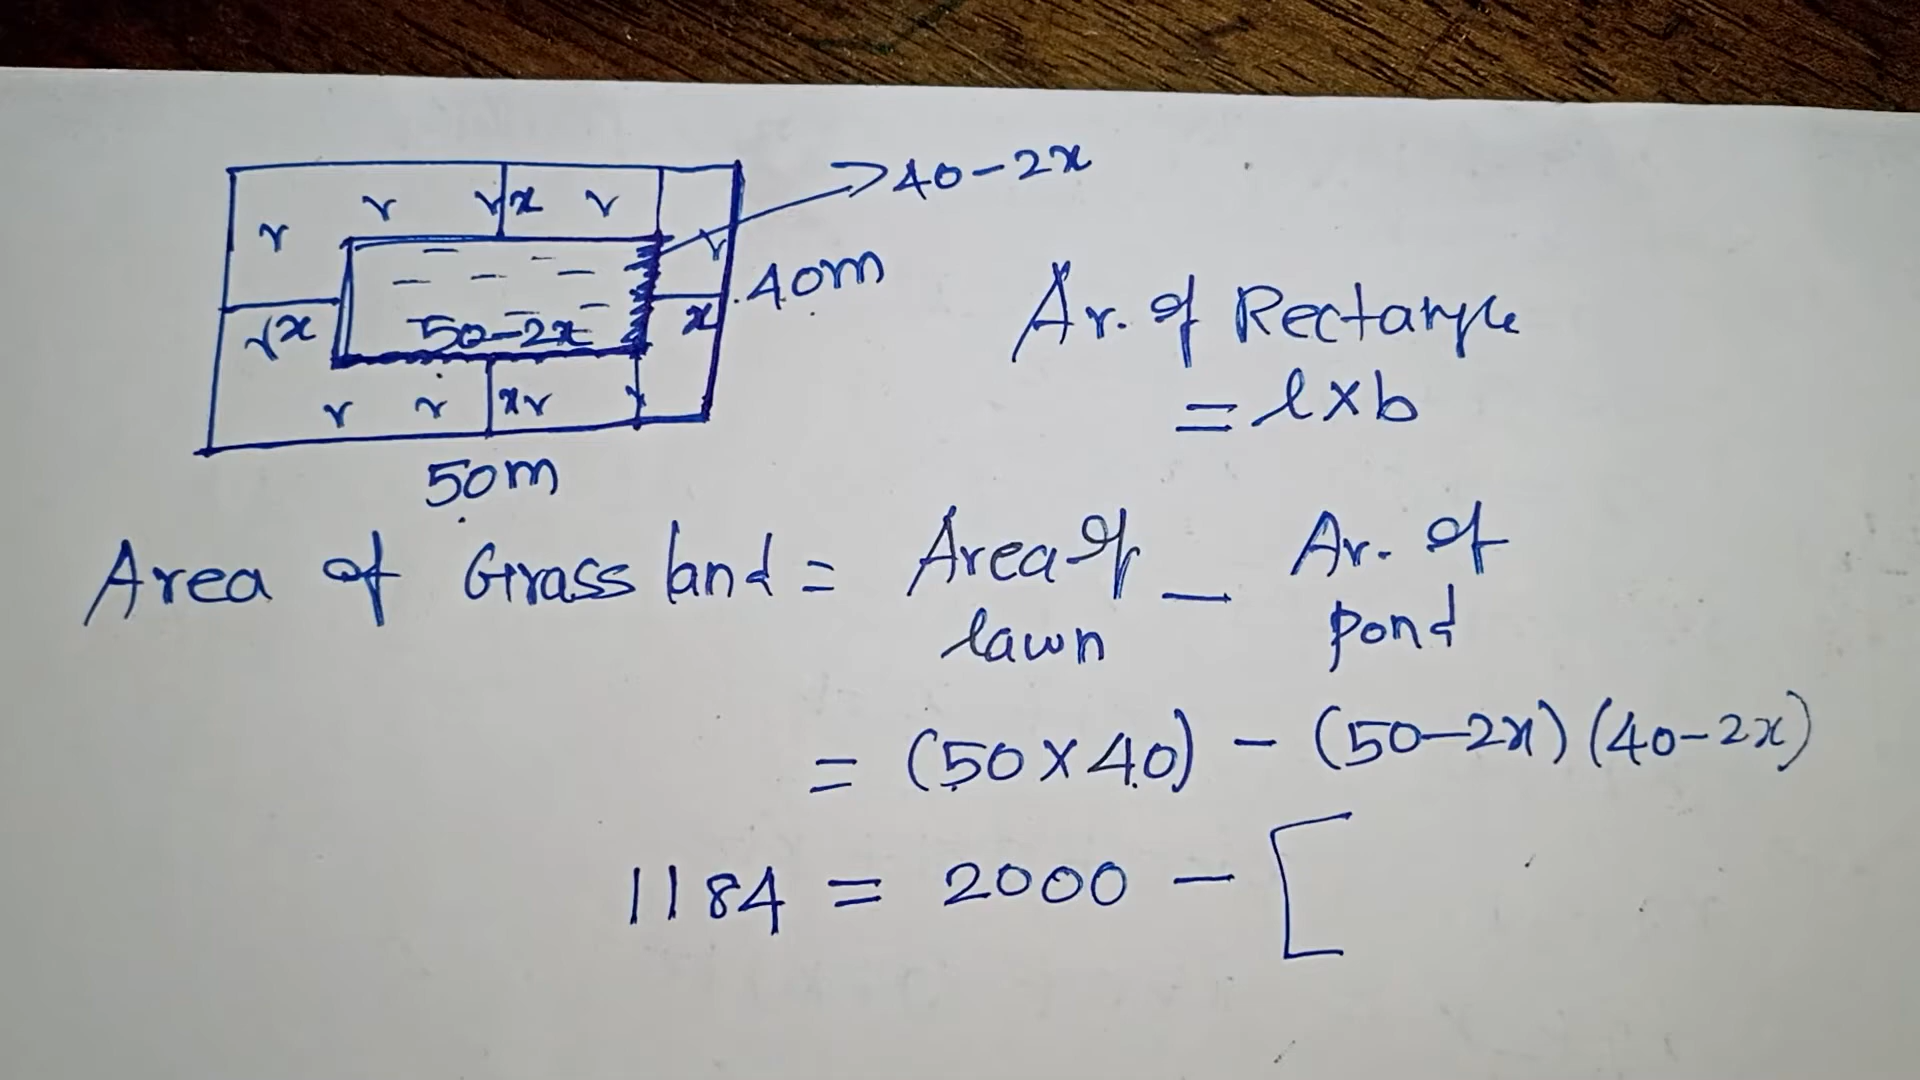 40-2x
r r r x r
r r
40m
√x 50-2x x
r r x r r
50m
Ar. of Rectangle
= l×b
Area of Grass land = Area of lawn - Ar. of pond
= (50×40) - (50-2x) (40-2x)
1184 = 2000 - [